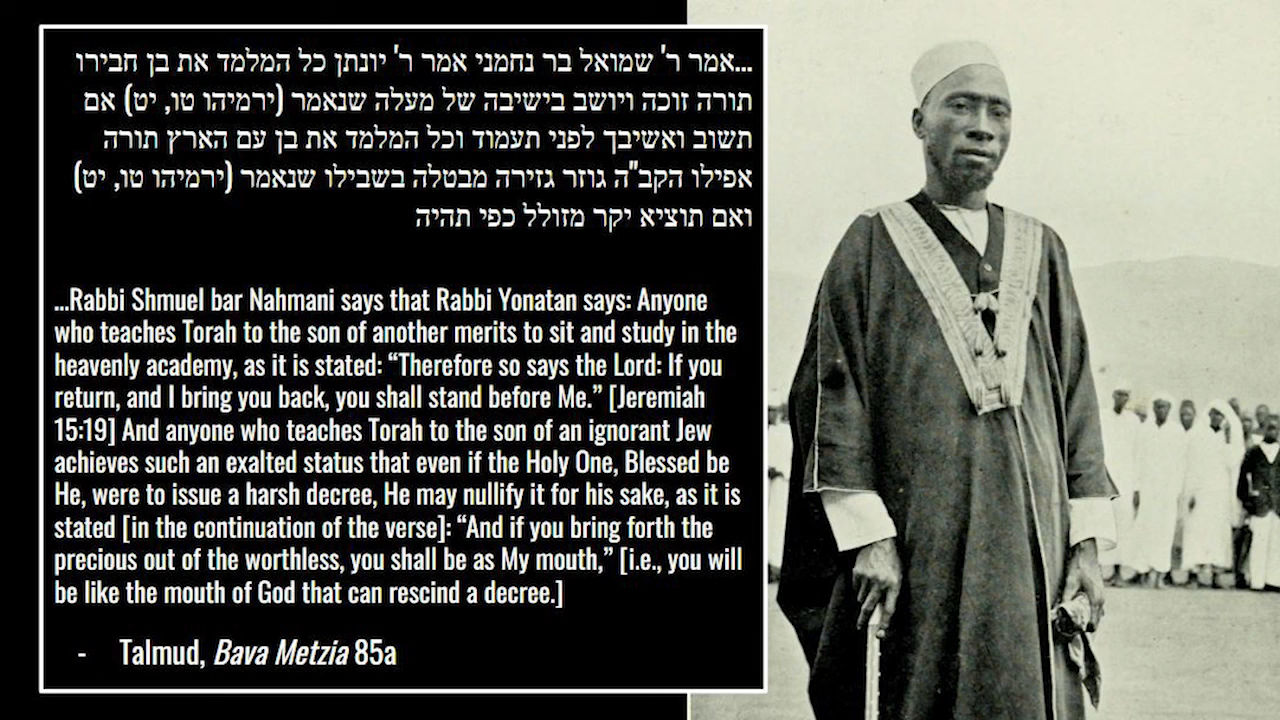 ...אמר ר' שמואל בר נחמני אמר ר' יונתן כל המלמד את בן חבירו
תורה זוכה ויושב בישיבה של מעלה שנאמר (ירמיהו טו, יט) אם
תשוב ואשיבך לפני תעמוד וכל המלמד את בן עם הארץ תורה
אפילו הקב"ה גוזר גזירה מבטלה בשבילו שנאמר (ירמיהו טו, יט)
ואם תוציא יקר מזולל כפי תהיה
...Rabbi Shmuel bar Nahmani says that Rabbi Yonatan says: Anyone
who teaches Torah to the son of another merits to sit and study in the
heavenly academy, as it is stated: “Therefore so says the Lord: If you
return, and I bring you back, you shall stand before Me.” [Jeremiah
15:19] And anyone who teaches Torah to the son of an ignorant Jew
achieves such an exalted status that even if the Holy One, Blessed be
He, were to issue a harsh decree, He may nullify it for his sake, as it is
stated [in the continuation of the verse]: “And if you bring forth the
precious out of the worthless, you shall be as My mouth,” [i.e., you will
be like the mouth of God that can rescind a decree.]
- Talmud, Bava Metzia 85a